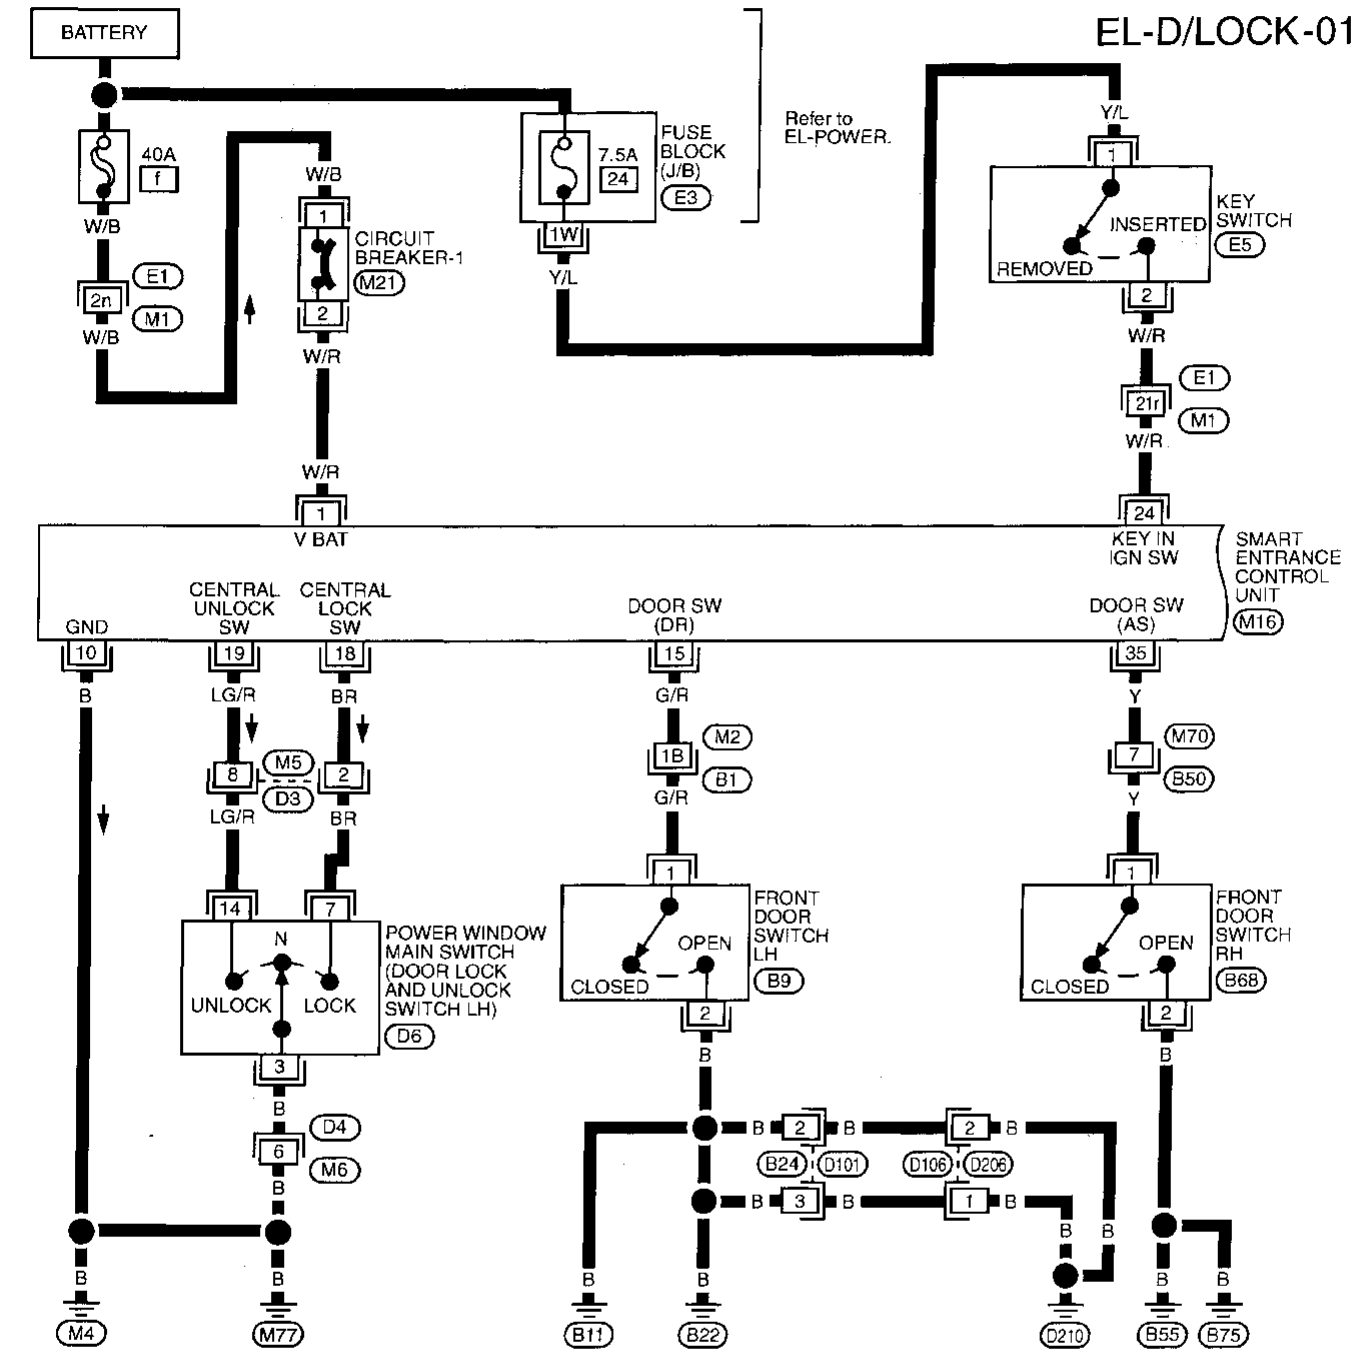 EL-D/LOCK-01
BATTERY
Refer to
EL-POWER.
40A
f
W/B
2n
E1
M1
W/B
W/B
1
CIRCUIT
BREAKER-1
M21
2
W/R
W/R
1
V BAT
7.5A
24
FUSE
BLOCK
(J/B)
E3
1W
Y/L
Y/L
1
KEY
SWITCH
E5
INSERTED
REMOVED
2
W/R
21r
E1
M1
W/R
24
KEY IN
IGN SW
SMART
ENTRANCE
CONTROL
UNIT
M16
GND
10
CENTRAL
UNLOCK
SW
19
CENTRAL
LOCK
SW
18
DOOR SW
(DR)
15
DOOR SW
(AS)
35
B
LG/R
BR
G/R
Y
8
M5
D3
2
1B
M2
B1
7
M70
B50
LG/R
BR
G/R
Y
14
7
N
UNLOCK
LOCK
POWER WINDOW
MAIN SWITCH
(DOOR LOCK
AND UNLOCK
SWITCH LH)
D6
3
1
OPEN
CLOSED
FRONT
DOOR
SWITCH
LH
B9
2
1
OPEN
CLOSED
FRONT
DOOR
SWITCH
RH
B68
2
B
D4
6
M6
B
B
B
B
2
B
2
B
B24
D101
D106
D206
B
3
B
1
B
B
B
B
B
B
B
B
B
M4
M77
B11
B22
D210
B55
B75